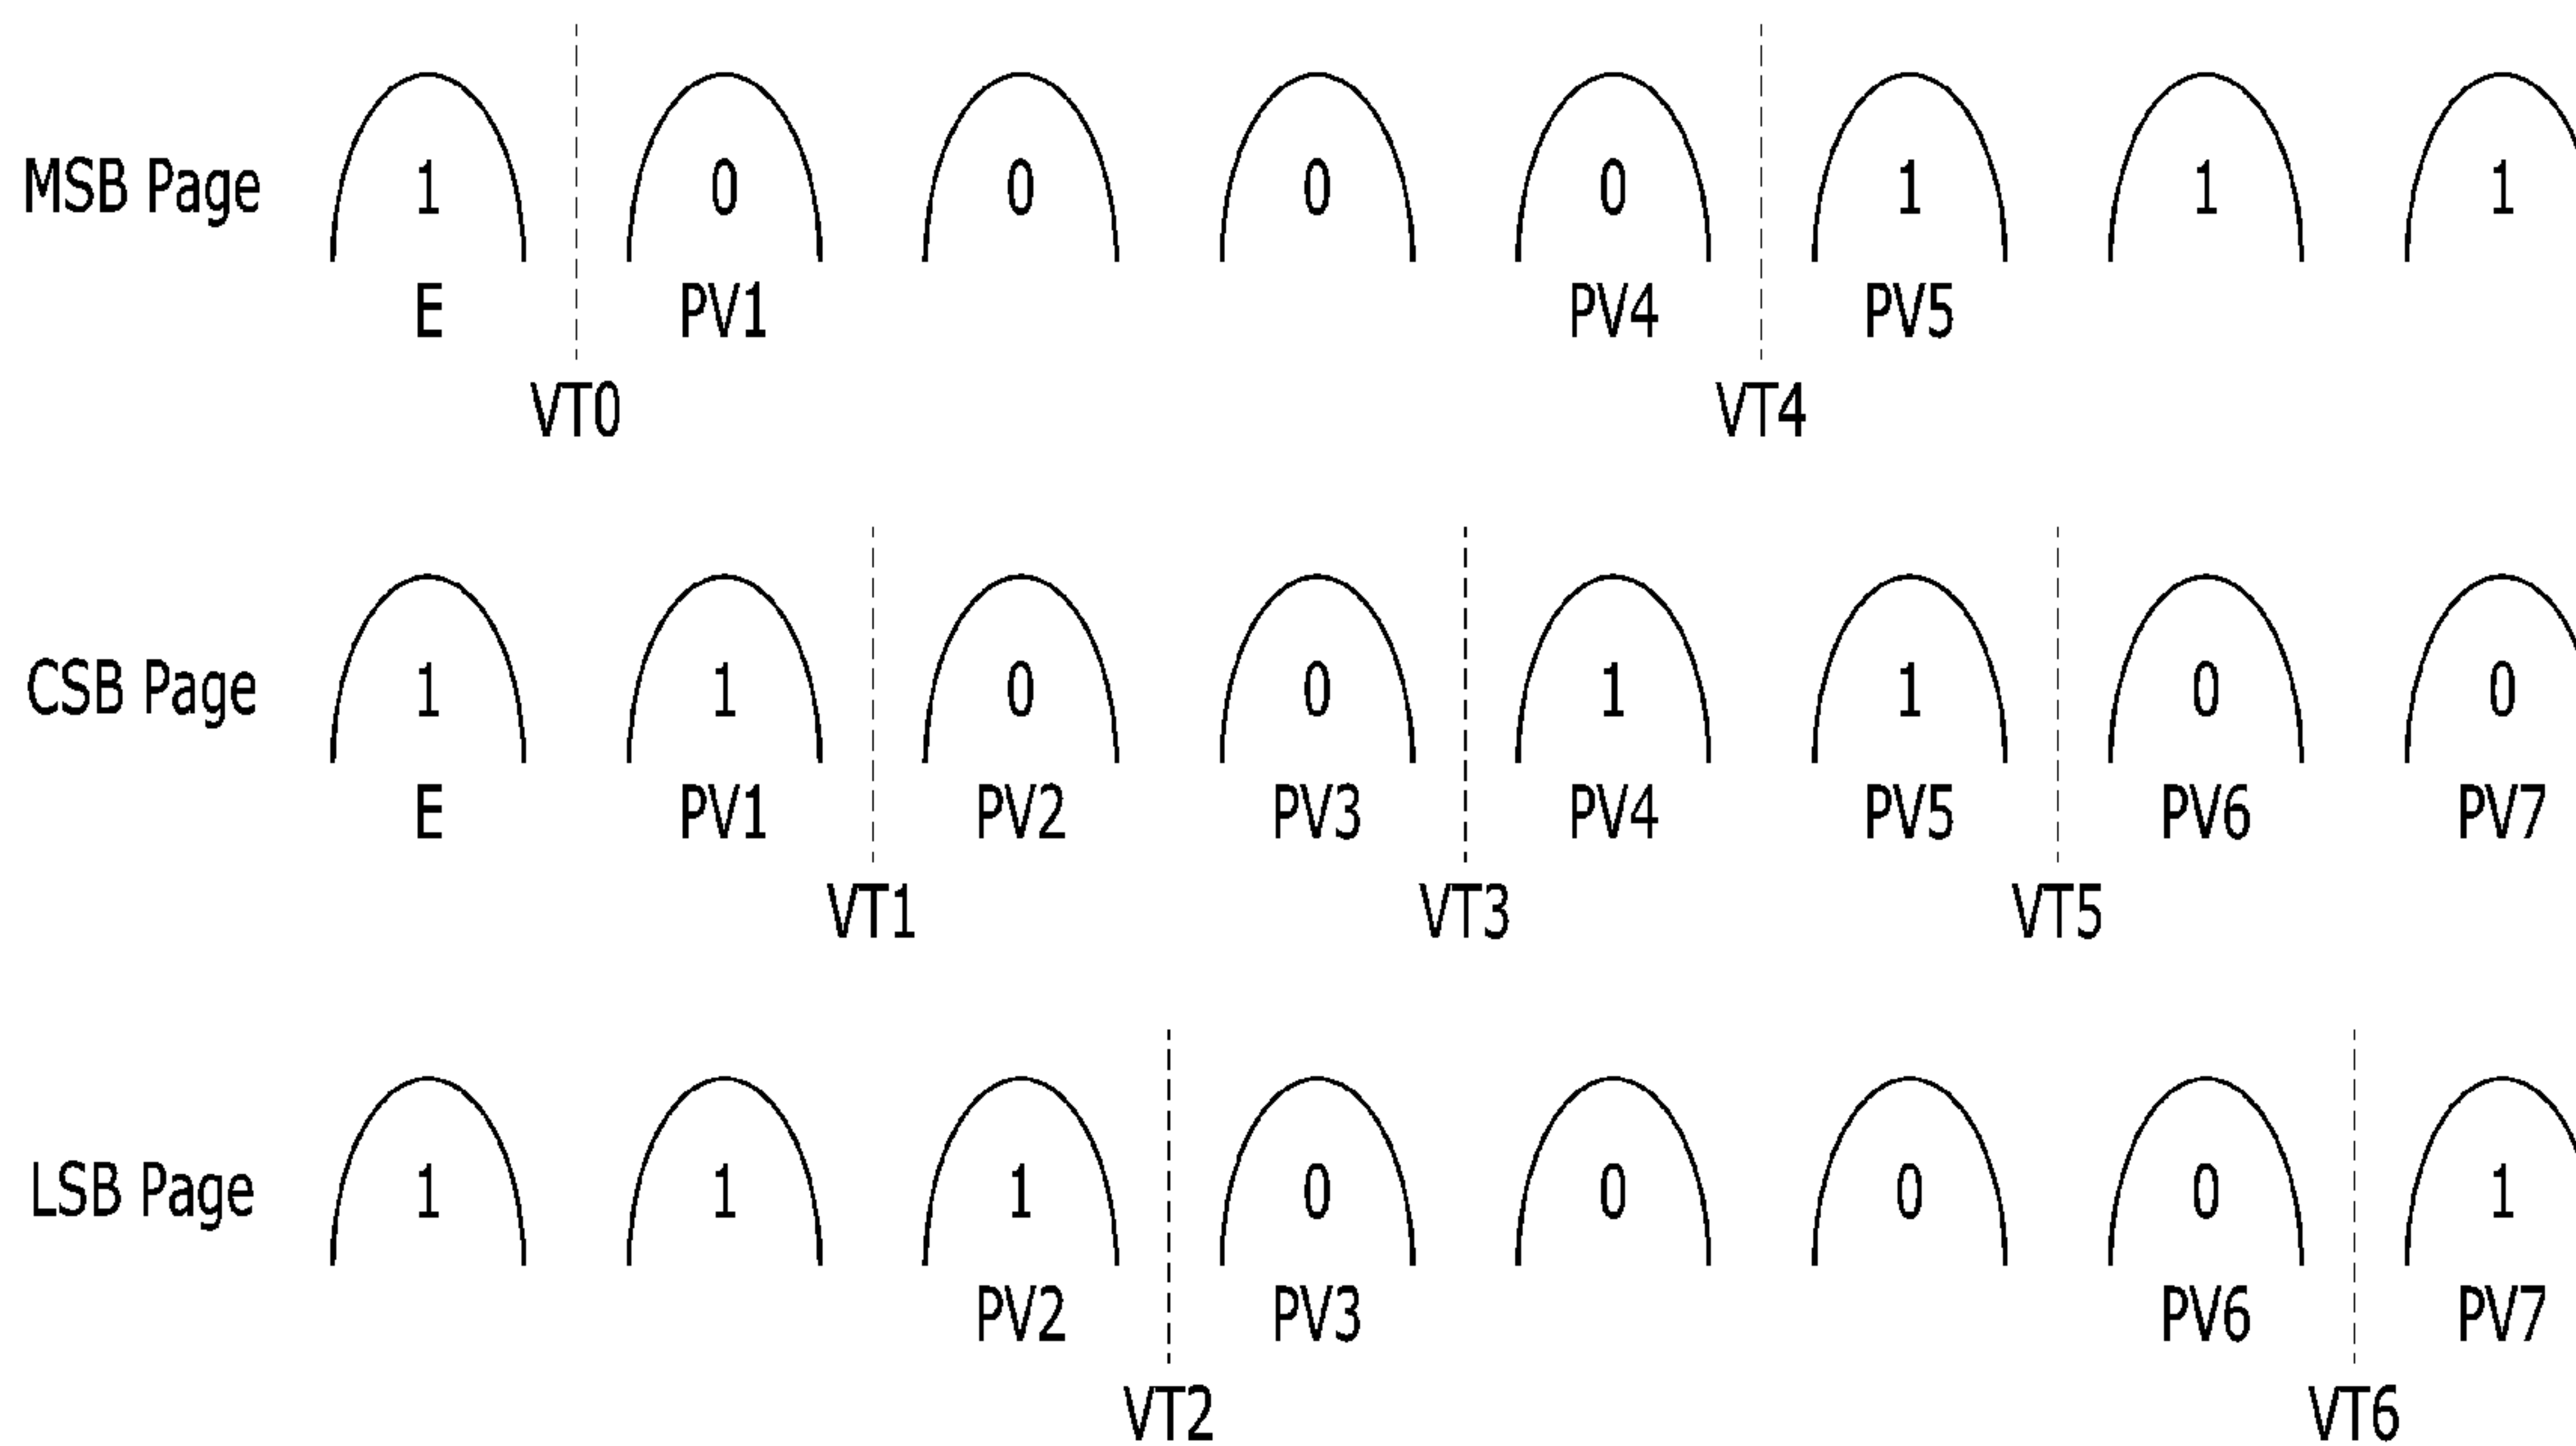 MSB Page 1 0 0 0 0 1 1 1
E PV1 PV4 PV5
VT0 VT4
CSB Page 1 1 0 0 1 1 0 0
E PV1 PV2 PV3 PV4 PV5 PV6 PV7
VT1 VT3 VT5
LSB Page 1 1 1 0 0 0 0 1
PV2 PV3 PV6 PV7
VT2 VT6